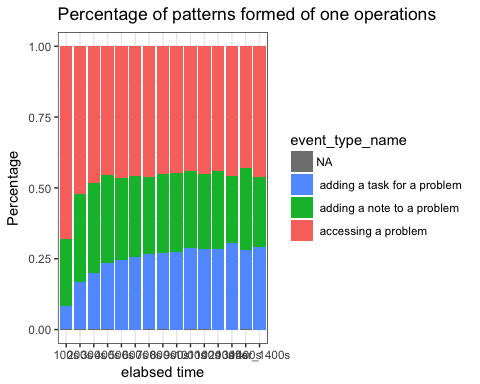 Percentage of patterns formed of one operations
1.00
0.75
0.50
0.25
0.00
Percentage
elabsed time
event_type_name
NA
adding a task for a problem
adding a note to a problem
accessing a problem